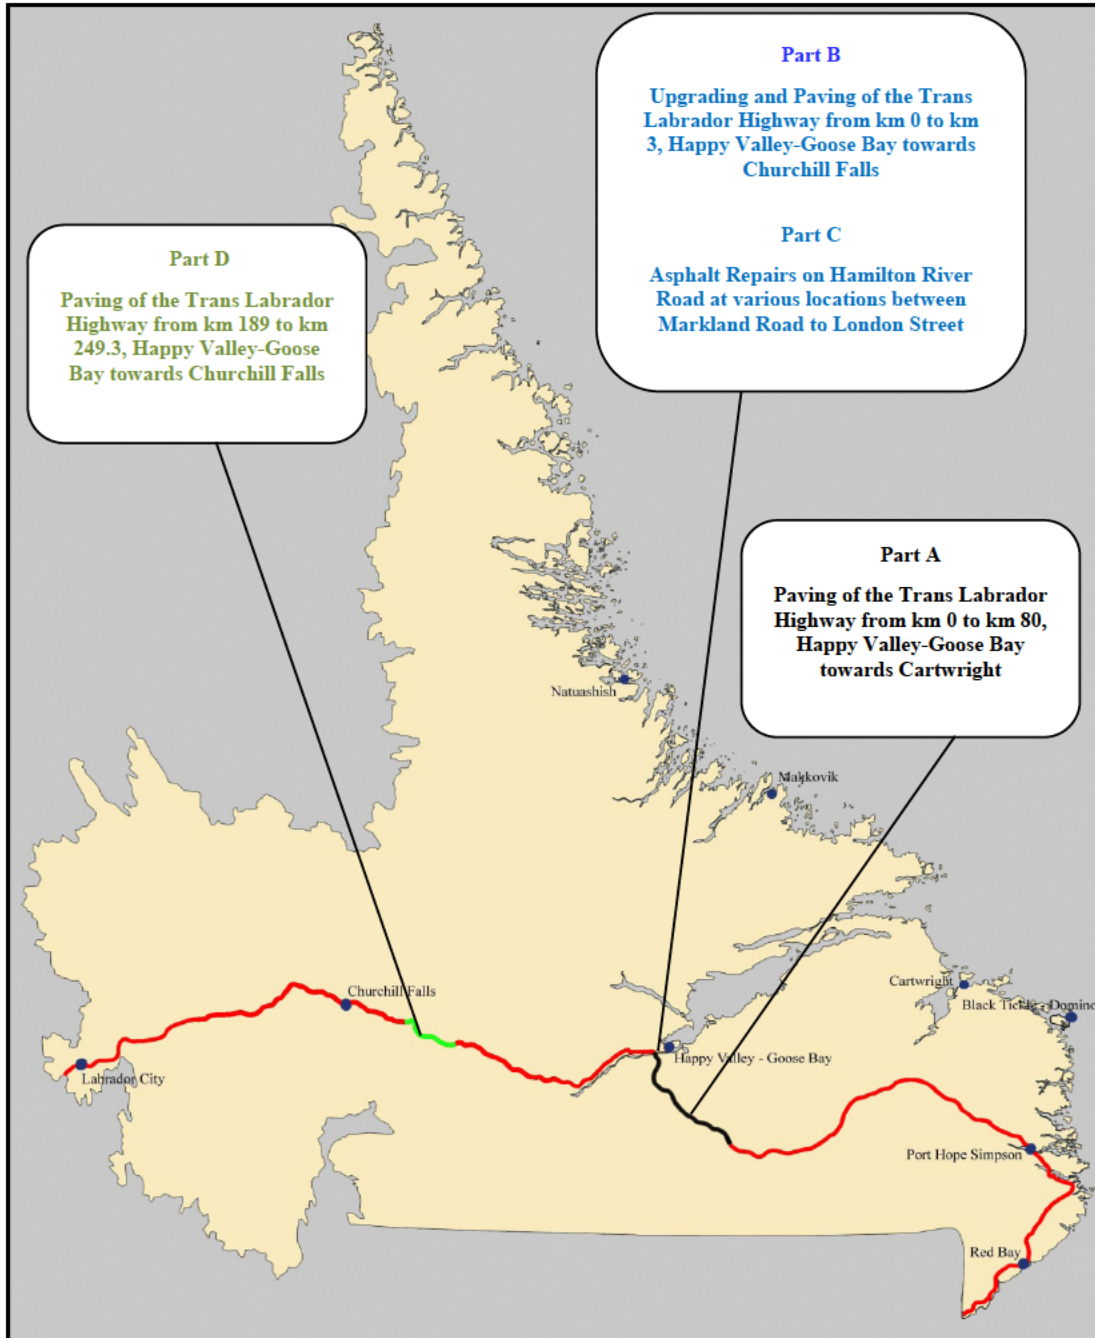 Part B
Upgrading and Paving of the Trans
Labrador Highway from km 0 to km
3, Happy Valley-Goose Bay towards
Churchill Falls
Part C
Asphalt Repairs on Hamilton River
Road at various locations between
Markland Road to London Street
Part D
Paving of the Trans Labrador
Highway from km 189 to km
249.3, Happy Valley-Goose
Bay towards Churchill Falls
Part A
Paving of the Trans Labrador
Highway from km 0 to km 80,
Happy Valley-Goose Bay
towards Cartwright
Natuashish
Makkovik
Cartwright
Black Tickle - Domino
Churchill Falls
Happy Valley - Goose Bay
Labrador City
Port Hope Simpson
Red Bay